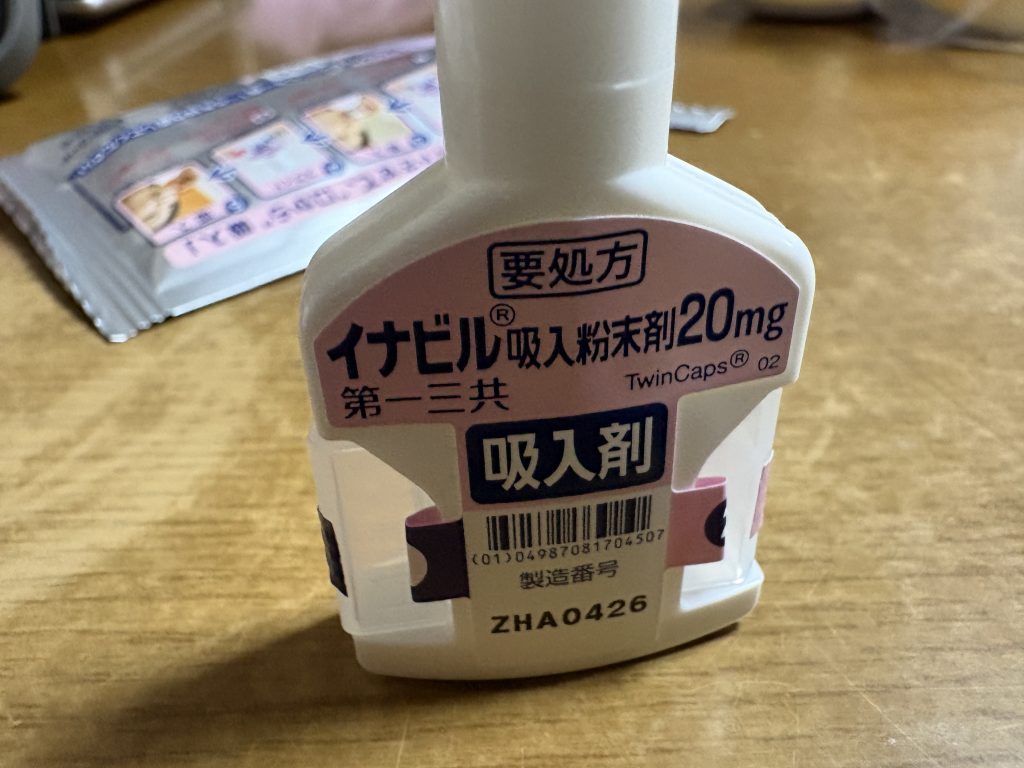 要処方
イナビル®吸入粉末剤20mg
第一三共
TwinCaps® 02
吸入剤
(01)04987081704507
製造番号
ZHA0426